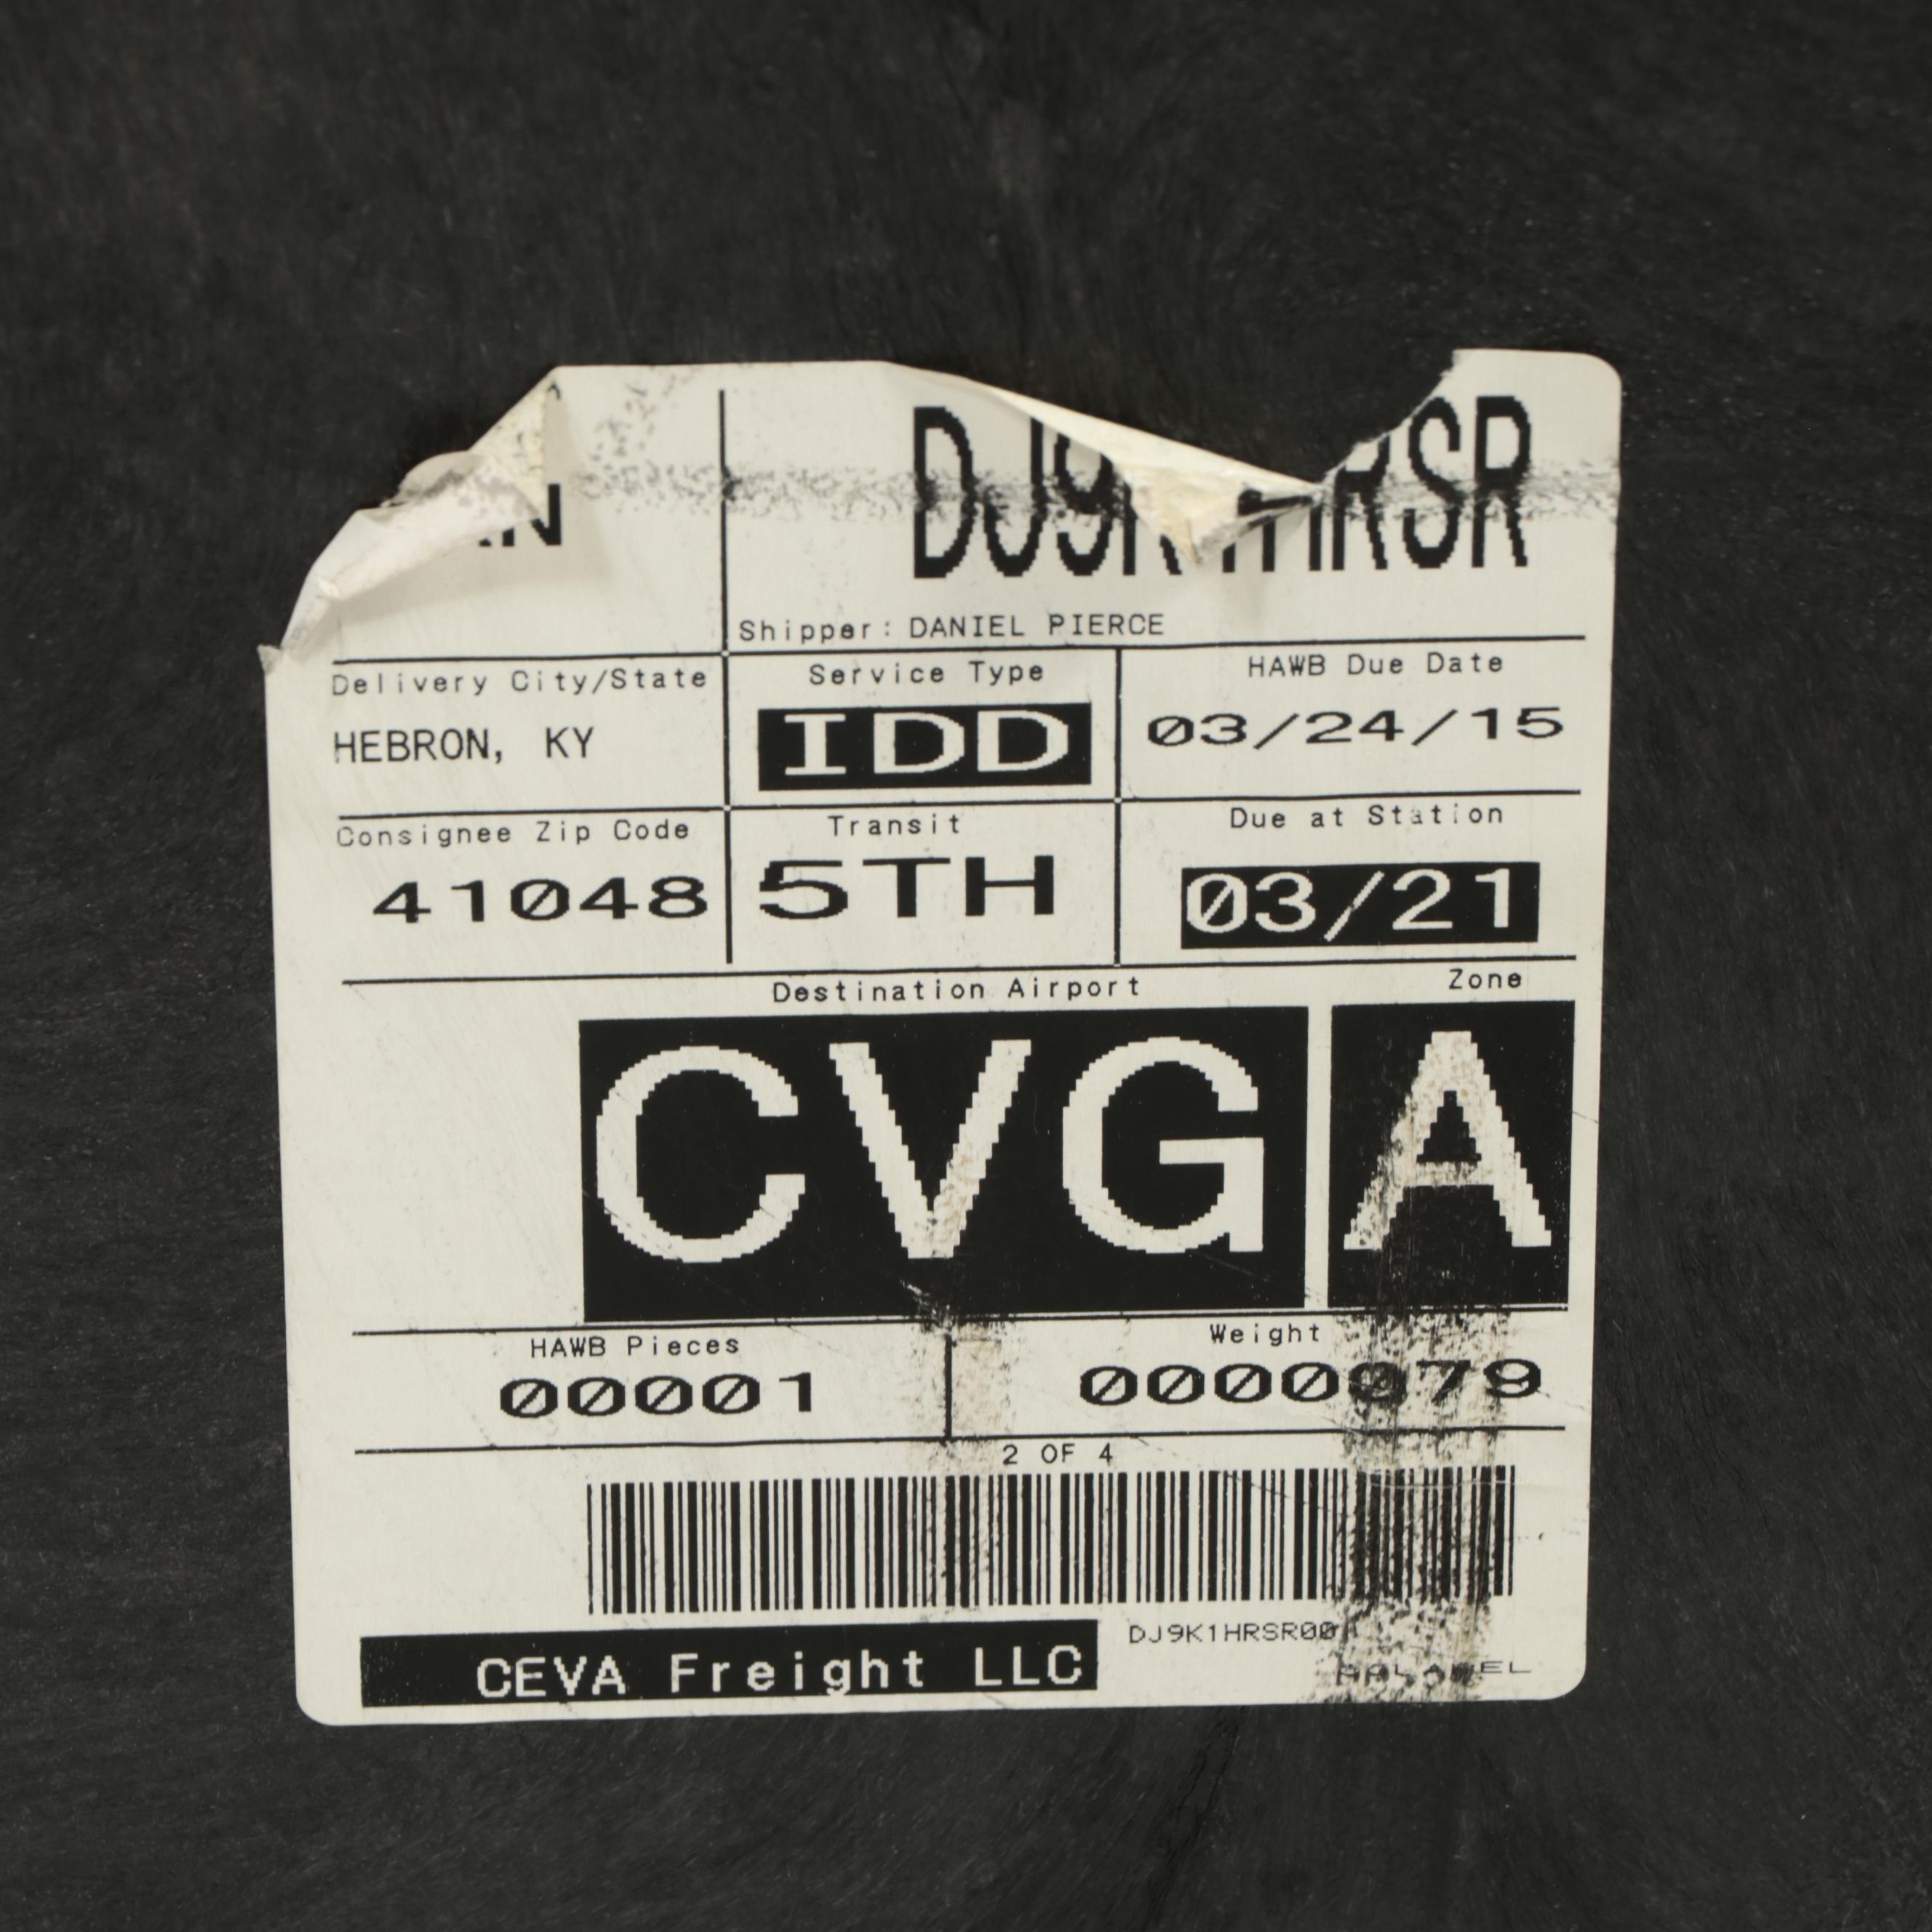 DJ9K1HRSR
Shipper: DANIEL PIERCE
Delivery City/State
HEBRON, KY
Service Type
IDD
HAWB Due Date
03/24/15
Consignee Zip Code
41048
Transit
5TH
Due at Station
03/21
Destination Airport
CVG
Zone
A
HAWB Pieces
00001
Weight
0000079
2 OF 4
DJ9K1HRSR00
CEVA Freight LLC